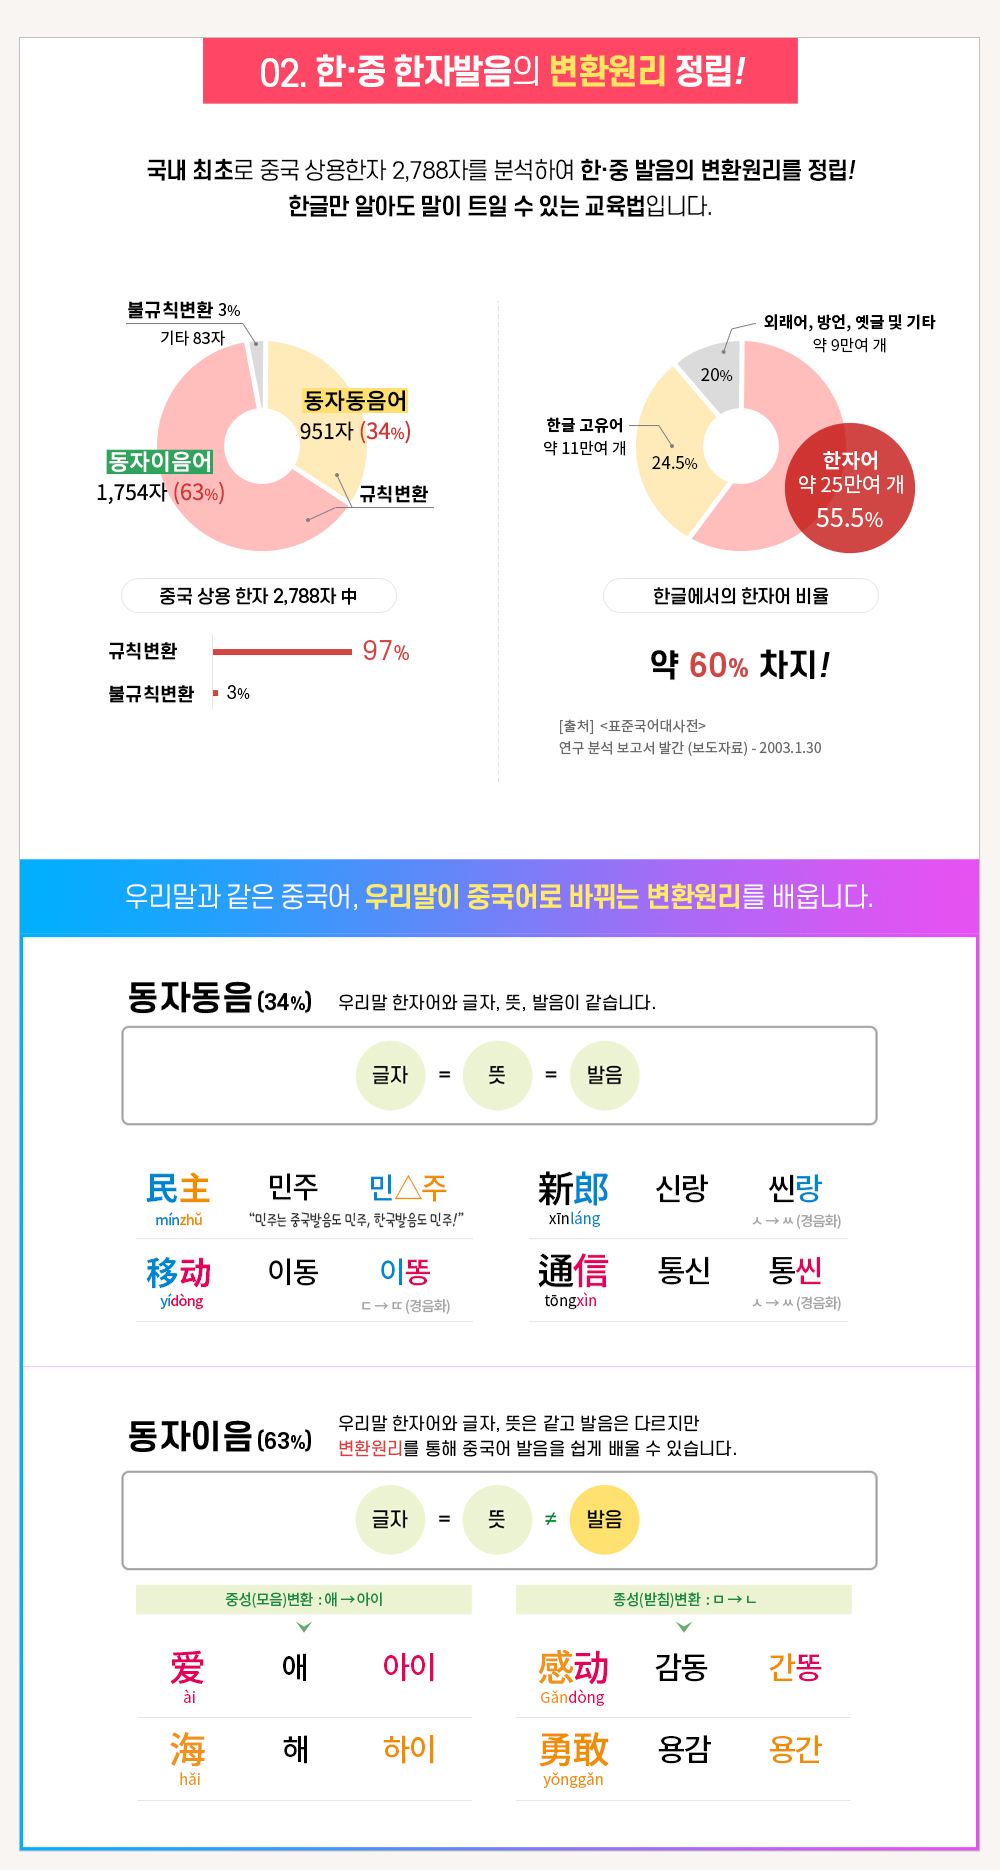 02. 한·중 한자발음의 변환원리 정립!
국내 최초로 중국 상용한자 2,788자를 분석하여 한·중 발음의 변환원리를 정립!
한글만 알아도 말이 트일 수 있는 교육법입니다.
불규칙변환 3%
기타 83자
동자동음어
951자 (34%)
동자이음어
1,754자 (63%)
규칙변환
중국 상용 한자 2,788자 中
규칙변환 97%
불규칙변환 3%
외래어, 방언, 옛글 및 기타
약 9만여 개
20%
한글 고유어
약 11만여 개
24.5%
한자어
약 25만여 개
55.5%
한글에서의 한자어 비율
약 60% 차지!
[출처] <표준국어대사전>
연구 분석 보고서 발간 (보도자료) - 2003.1.30
우리말과 같은 중국어, 우리말이 중국어로 바뀌는 변환원리를 배웁니다.
동자동음 (34%) 우리말 한자어와 글자, 뜻, 발음이 같습니다.
글자 = 뜻 = 발음
民主 민주 민△주
mínzhǔ "민주는 중국발음도 민주, 한국발음도 민주!"
移动 이동 이똥
yídòng ㄷ→ㄸ (경음화)
新郎 신랑 씬랑
xīnláng ㅅ→ㅆ (경음화)
通信 통신 통씬
tōngxìn ㅅ→ㅆ (경음화)
동자이음 (63%) 우리말 한자어와 글자, 뜻은 같고 발음은 다르지만
변환원리를 통해 중국어 발음을 쉽게 배울 수 있습니다.
글자 = 뜻 ≠ 발음
중성(모음)변환 : 애→아이
爱 애 아이
ài
海 해 하이
hǎi
종성(받침)변환 : ㅁ→ㄴ
感动 감동 간똥
Gǎndòng
勇敢 용감 용간
yǒnggǎn